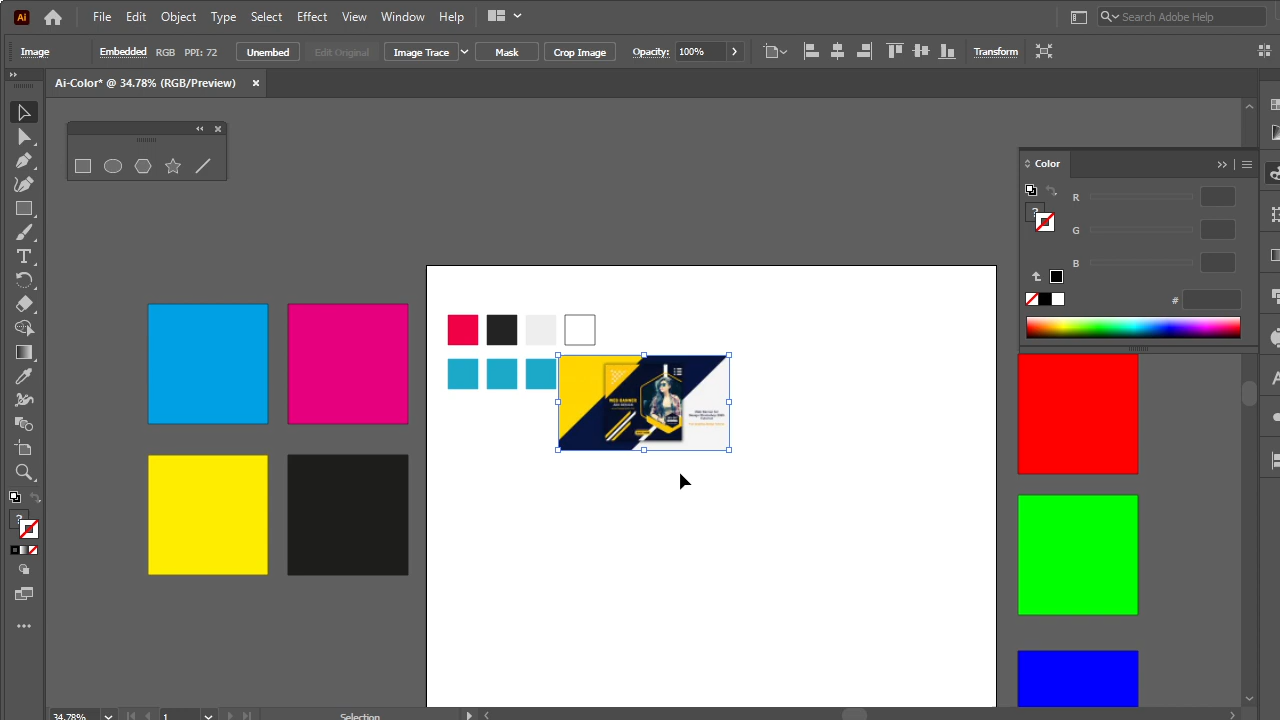 Ai File Edit Object Type Select Effect View Window Help Search Adobe Help
Image Embedded RGB PPI: 72 Unembed Edit Original Image Trace Mask Crop Image Opacity: 100% Transform
Ai-Color* @ 34.78% (RGB/Preview)
Color
R
?
G
B
#
WEB BANNER
?
34.78% 1 Selection